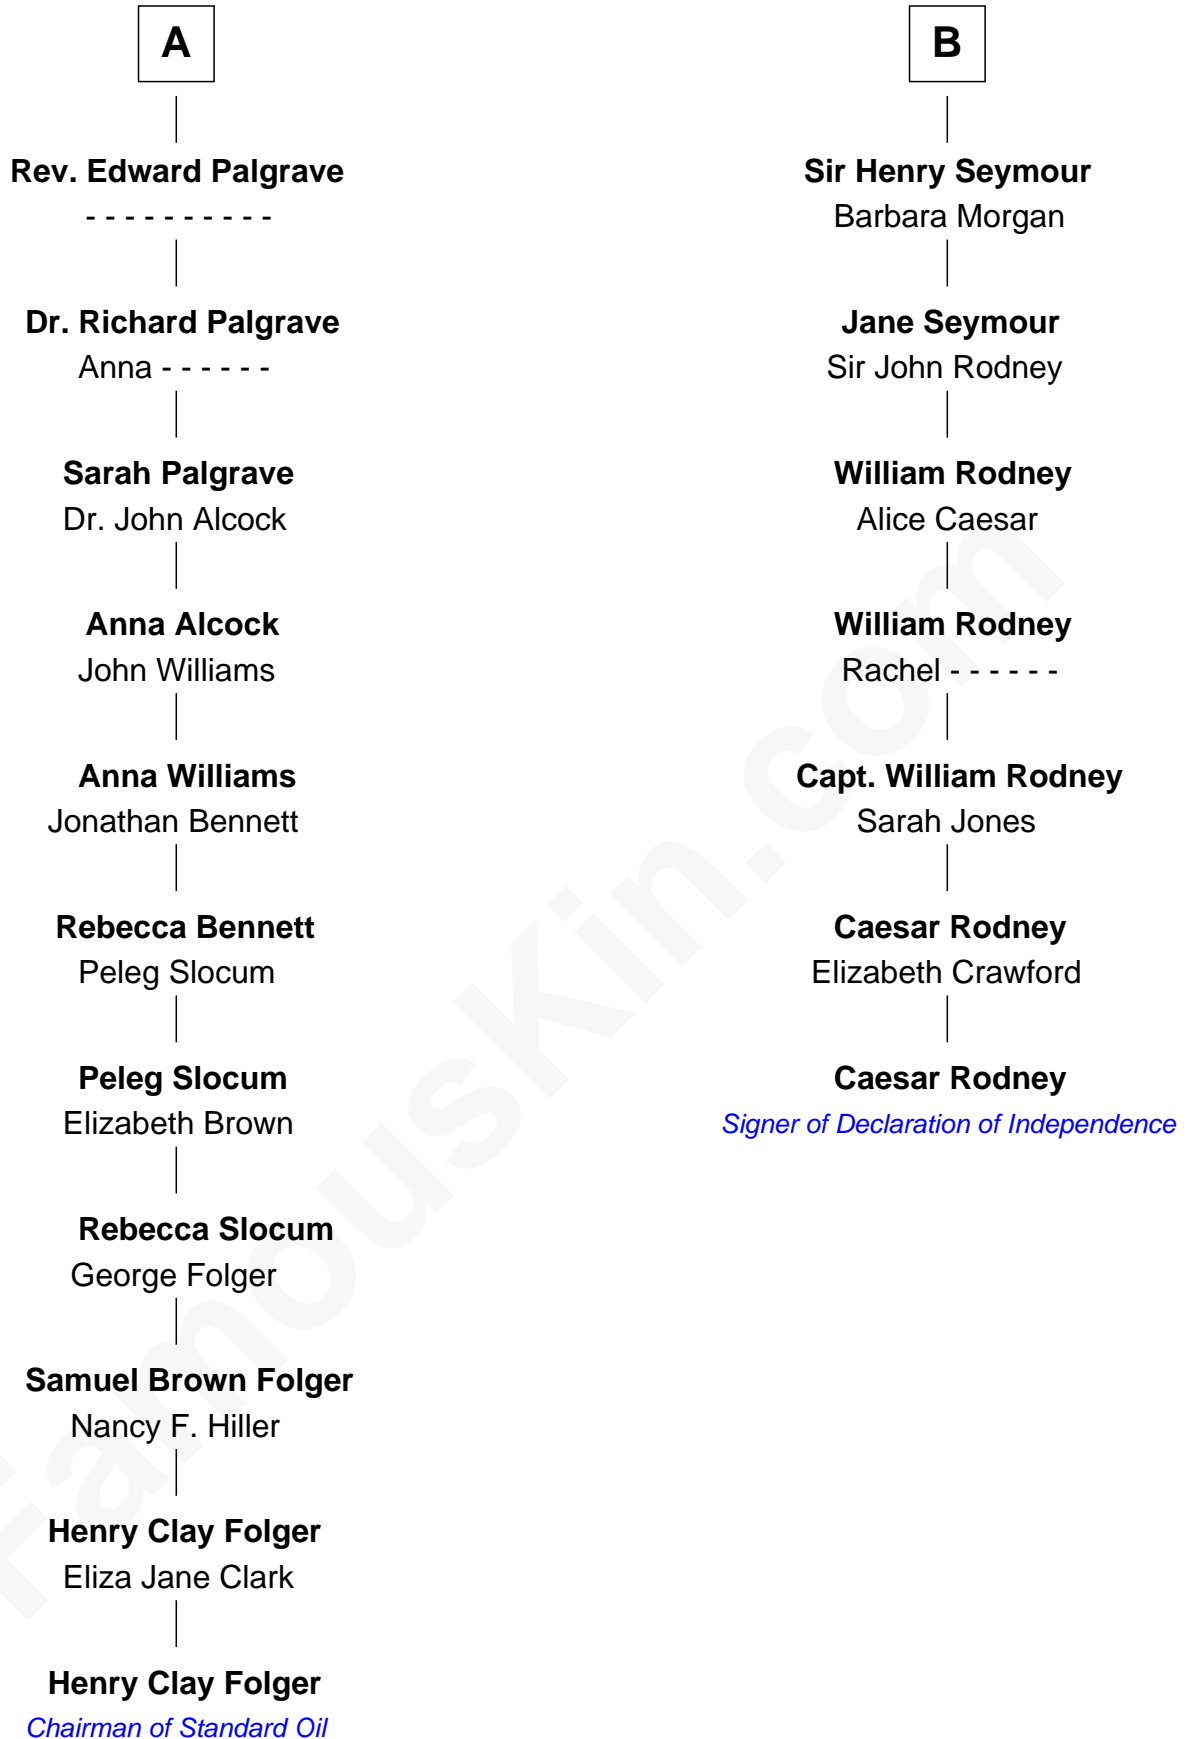 A
Rev. Edward Palgrave
- - - - - - - - - -
Dr. Richard Palgrave
Anna - - - - - -
Sarah Palgrave
Dr. John Alcock
Anna Alcock
John Williams
Anna Williams
Jonathan Bennett
Rebecca Bennett
Peleg Slocum
Peleg Slocum
Elizabeth Brown
Rebecca Slocum
George Folger
Samuel Brown Folger
Nancy F. Hiller
Henry Clay Folger
Eliza Jane Clark
Henry Clay Folger
Chairman of Standard Oil
B
Sir Henry Seymour
Barbara Morgan
Jane Seymour
Sir John Rodney
William Rodney
Alice Caesar
William Rodney
Rachel - - - - - -
Capt. William Rodney
Sarah Jones
Caesar Rodney
Elizabeth Crawford
Caesar Rodney
Signer of Declaration of Independence
FamousKin.com